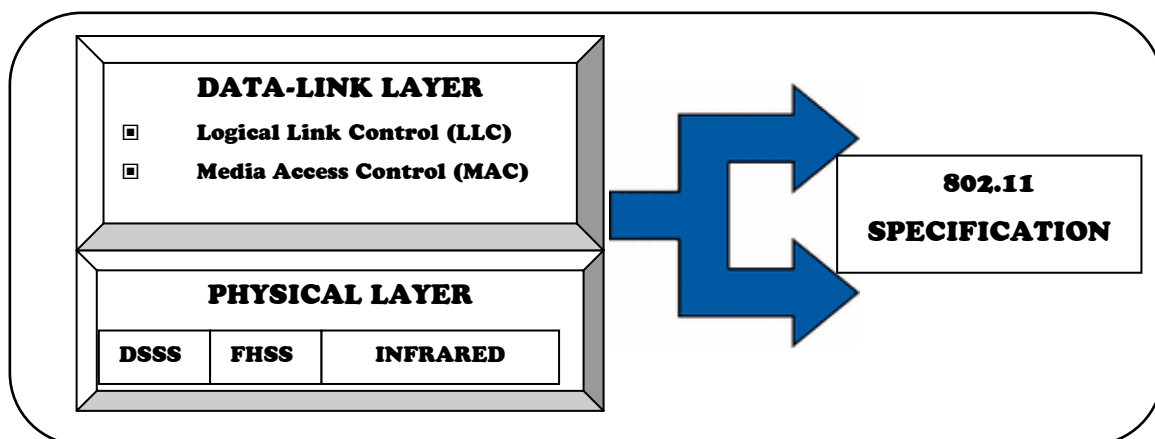 DATA-LINK LAYER
Logical Link Control (LLC)
Media Access Control (MAC)
PHYSICAL LAYER
DSSS FHSS INFRARED
802.11
SPECIFICATION